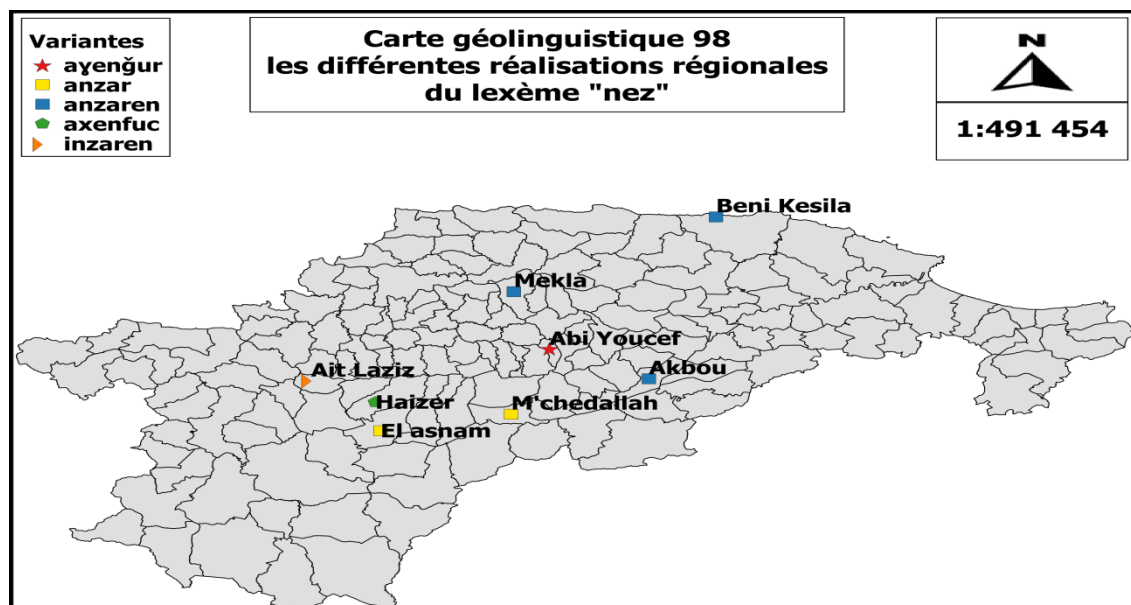 Variantes
aɣenğur
anzar
anzaren
axenfuc
inzaren
Carte géolinguistique 98
les différentes réalisations régionales
du lexème "nez"
N
1:491 454
Beni Kesila
Mekla
Abi Youcef
Ait Laziz
Akbou
Haizer
M'chedallah
El asnam